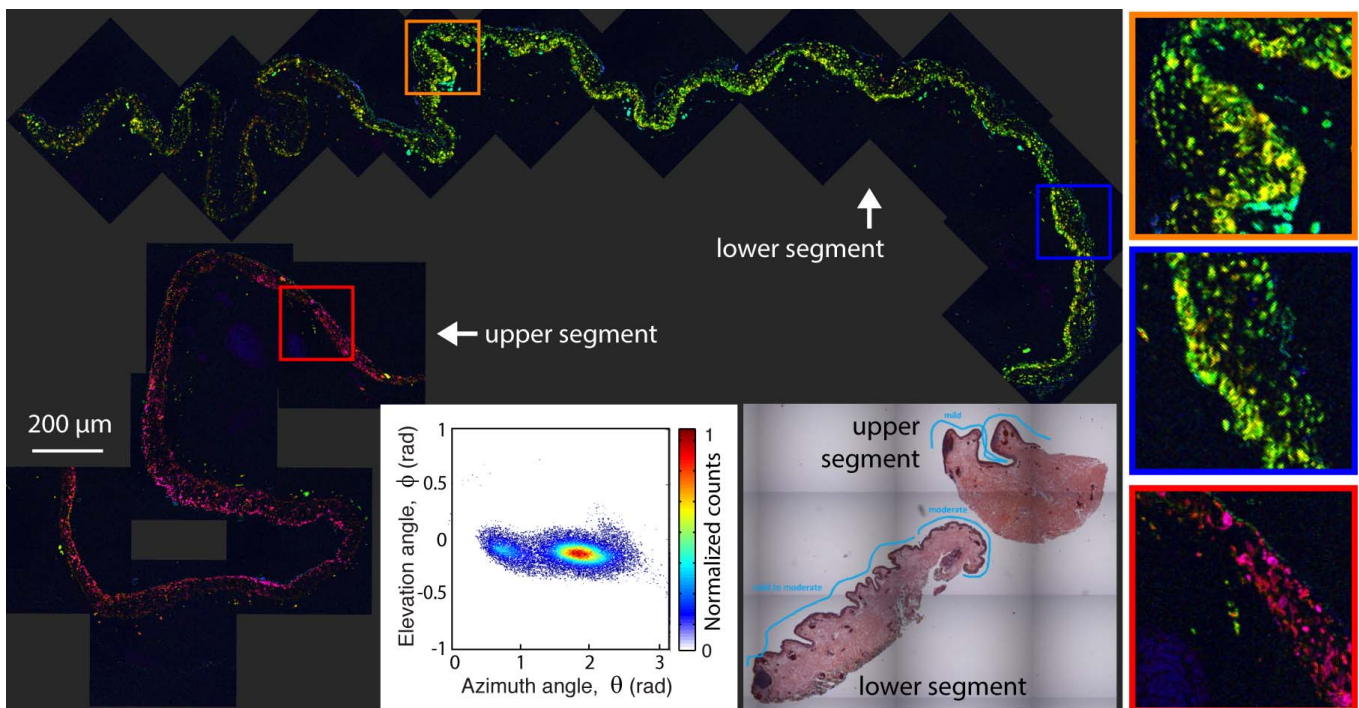 lower segment
upper segment
200 µm
1
0.5
0
-0.5
-1
0
1
2
3
Elevation angle, ϕ (rad)
Azimuth angle, θ (rad)
1
0
Normalized counts
mild
upper
segment
moderate
mild to moderate
lower segment